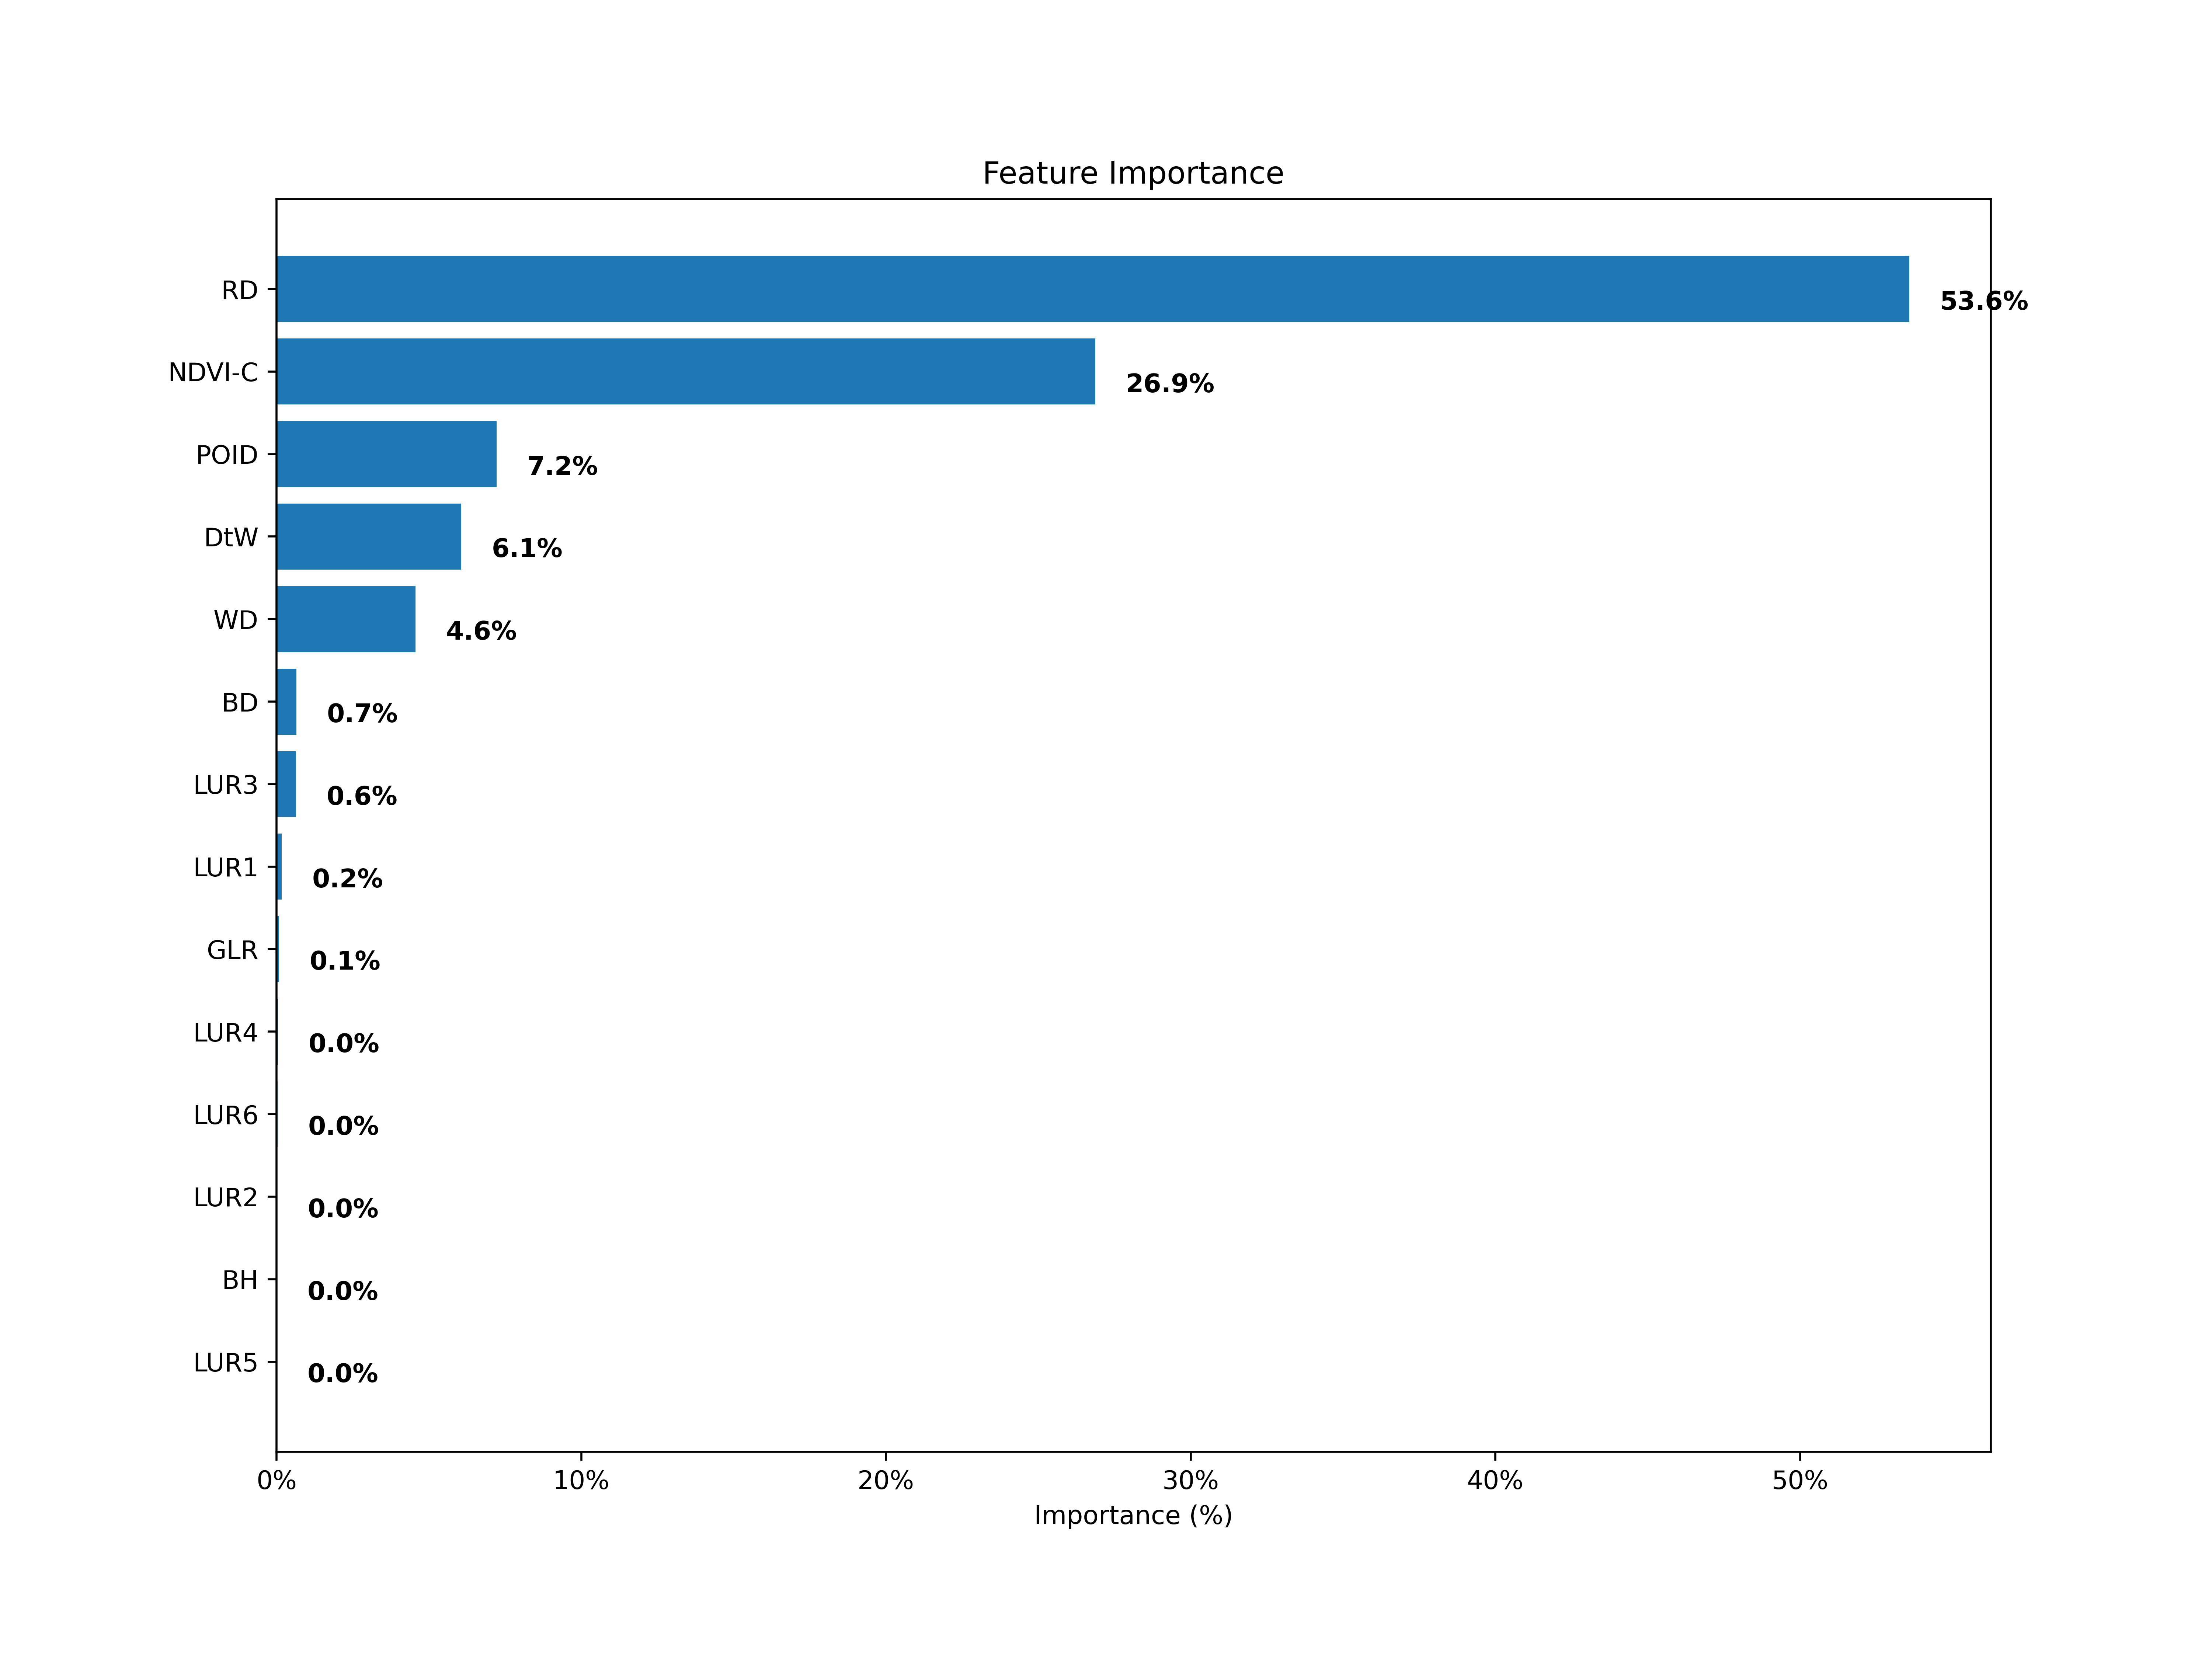 Feature Importance
RD 53.6%
NDVI-C 26.9%
POID 7.2%
DtW 6.1%
WD 4.6%
BD 0.7%
LUR3 0.6%
LUR1 0.2%
GLR 0.1%
LUR4 0.0%
LUR6 0.0%
LUR2 0.0%
BH 0.0%
LUR5 0.0%
0% 10% 20% 30% 40% 50%
Importance (%)